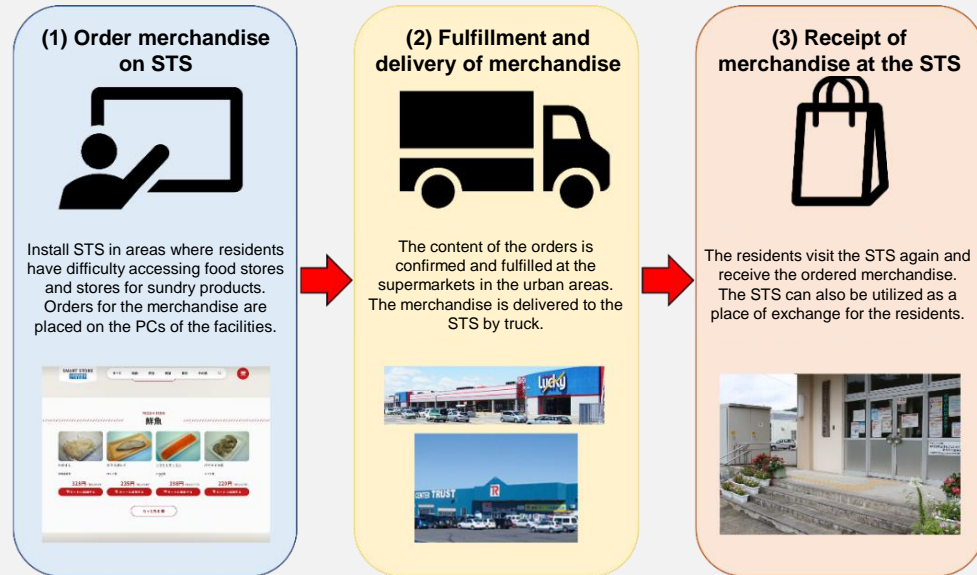 (1) Order merchandise
on STS
Install STS in areas where residents
have difficulty accessing food stores
and stores for sundry products.
Orders for the merchandise are
placed on the PCs of the facilities.
SMART STORE
鮮魚
328円
239円
398円
220円
(2) Fulfillment and
delivery of merchandise
The content of the orders is
confirmed and fulfilled at the
supermarkets in the urban areas.
The merchandise is delivered to the
STS by truck.
Lucky
CENTER TRUST
R
(3) Receipt of
merchandise at the STS
The residents visit the STS again and
receive the ordered merchandise.
The STS can also be utilized as a
place of exchange for the residents.